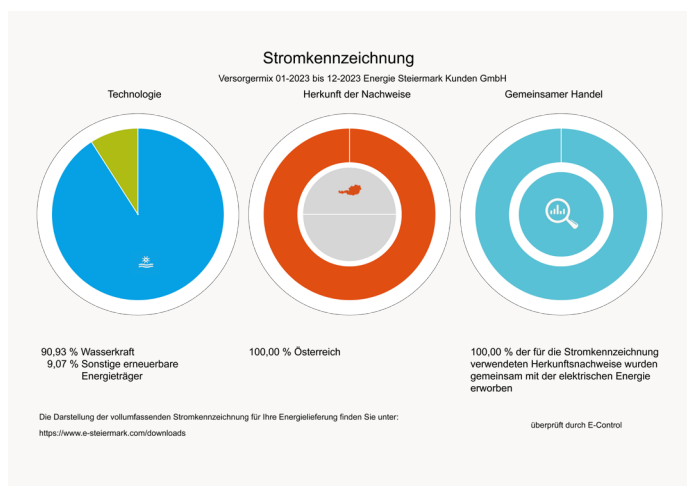 Stromkennzeichnung
Versorgermix 01-2023 bis 12-2023 Energie Steiermark Kunden GmbH
Technologie
Herkunft der Nachweise
Gemeinsamer Handel
90,93 % Wasserkraft
9,07 % Sonstige erneuerbare
Energieträger
100,00 % Österreich
100,00 % der für die Stromkennzeichnung
verwendeten Herkunftsnachweise wurden
gemeinsam mit der elektrischen Energie
erworben
Die Darstellung der vollumfassenden Stromkennzeichnung für Ihre Energielieferung finden Sie unter:
https://www.e-steiermark.com/downloads
überprüft durch E-Control